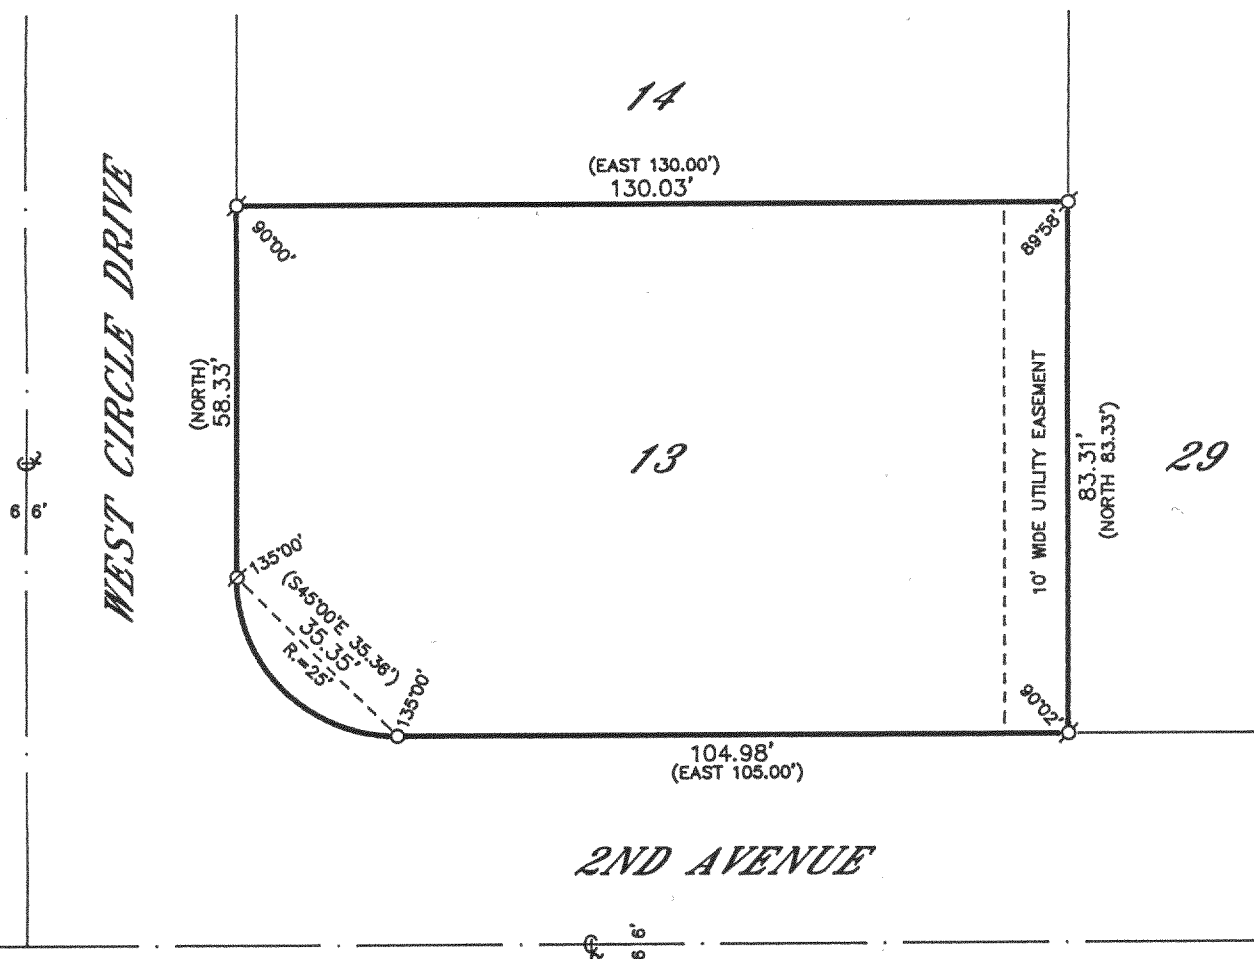 14
(EAST 130.00')
130.03'
90°00'
89°58'
WEST CIRCLE DRIVE
(NORTH)
58.33'
13
10' WIDE UTILITY EASEMENT
83.31'
(NORTH 83.33')
29
℄
66'
135°00'
(S45°00'E 35.36')
35.35'
R.=25'
135°00'
90°02'
104.98'
(EAST 105.00')
2ND AVENUE
℄
66'